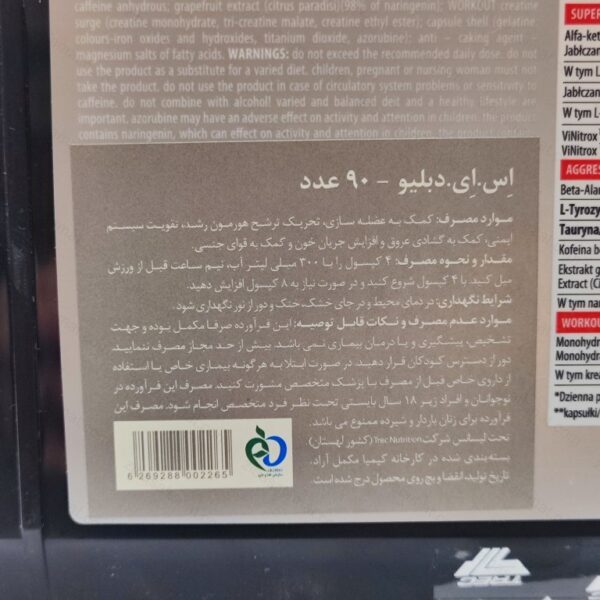 caffeine anhydrous; grapefruit extract (citrus paradisi)(98% of naringenin); WORKOUT creatine
surge (creatine monohydrate, tri-creatine malate, creatine ethyl ester); capsule shell (gelatine,
colours-iron oxides and hydroxides, titanium dioxide, azorubine); anti – caking agent -
magnesium salts of fatty acids. WARNINGS: do not exceed the recommended daily dose. do not
use the product as a substitute for a varied diet. children, pregnant or nursing woman must not
take the product. do not use the product in case of circulatory system problems or sensitivity to
caffeine. do not combine with alcoholl varied and balanced deit and a healthy lifestyle are
important. azorubine may have an adverse effect on activity and attention in children. the product
contains naringenin, which can effect on activity and attention in children. the product contain
اِس.اِی.دبلیو - ۹۰ عدد
موارد مصرف: کمک به عضله سازی، تحریک ترشح هورمون رشد، تقویت سیستم
ایمنی، کمک به گشادی عروق و افزایش جریان خون و کمک به قوای جنسی.
مقدار و نحوه مصرف: ۴ کپسول را با ۳۰۰ میلی لیتر آب، نیم ساعت قبل از ورزش
میل کنید. با ۴ کپسول شروع کنید و در صورت نیاز به ۸ کپسول افزایش دهید.
شرایط نگهداری: در دمای محیط و در جای خشک، خنک و دور از نور نگهداری شود.
موارد عدم مصرف و نکات قابل توصیه: این فرآورده صرفا مکمل بوده و جهت
تشخیص، پیشگیری و یا درمان بیماری نمی باشد. بیش از حد مجاز مصرف ننمایید.
دور از دسترس کودکان قرار دهید. در صورت ابتلا به هرگونه بیماری خاص یا استفاده
از داروی خاص قبل از مصرف با پزشک متخصص مشورت کنید. مصرف این فرآورده در
نوجوانان و افراد زیر ۱۸ سال بایستی تحت نظر فرد متخصص انجام شود. مصرف این
فرآورده برای زنان باردار و شیرده ممنوع می باشد.
تحت لیسانس شرکت Trec Nutrition (کشور لهستان)
بسته‌بندی شده در کارخانه کیمیا مکمل آراد.
تاریخ تولید، انقضا و بچ روی محصول درج شده است.
6 269288 002265
SUPER
Alfa-ket
Jabłczan
W tym L
Jabłczan
W tym L-
ViNitrox
ViNitrox
AGGRES
Beta-Ala
L-Tyrozy
Tauryna,
Kofeina b
Ekstrakt g
Extract (Ci
W tym nar
WORKOU
Monohydr
Monohydra
W tym krea
*Dzienna p
**kapsułki/
TREC